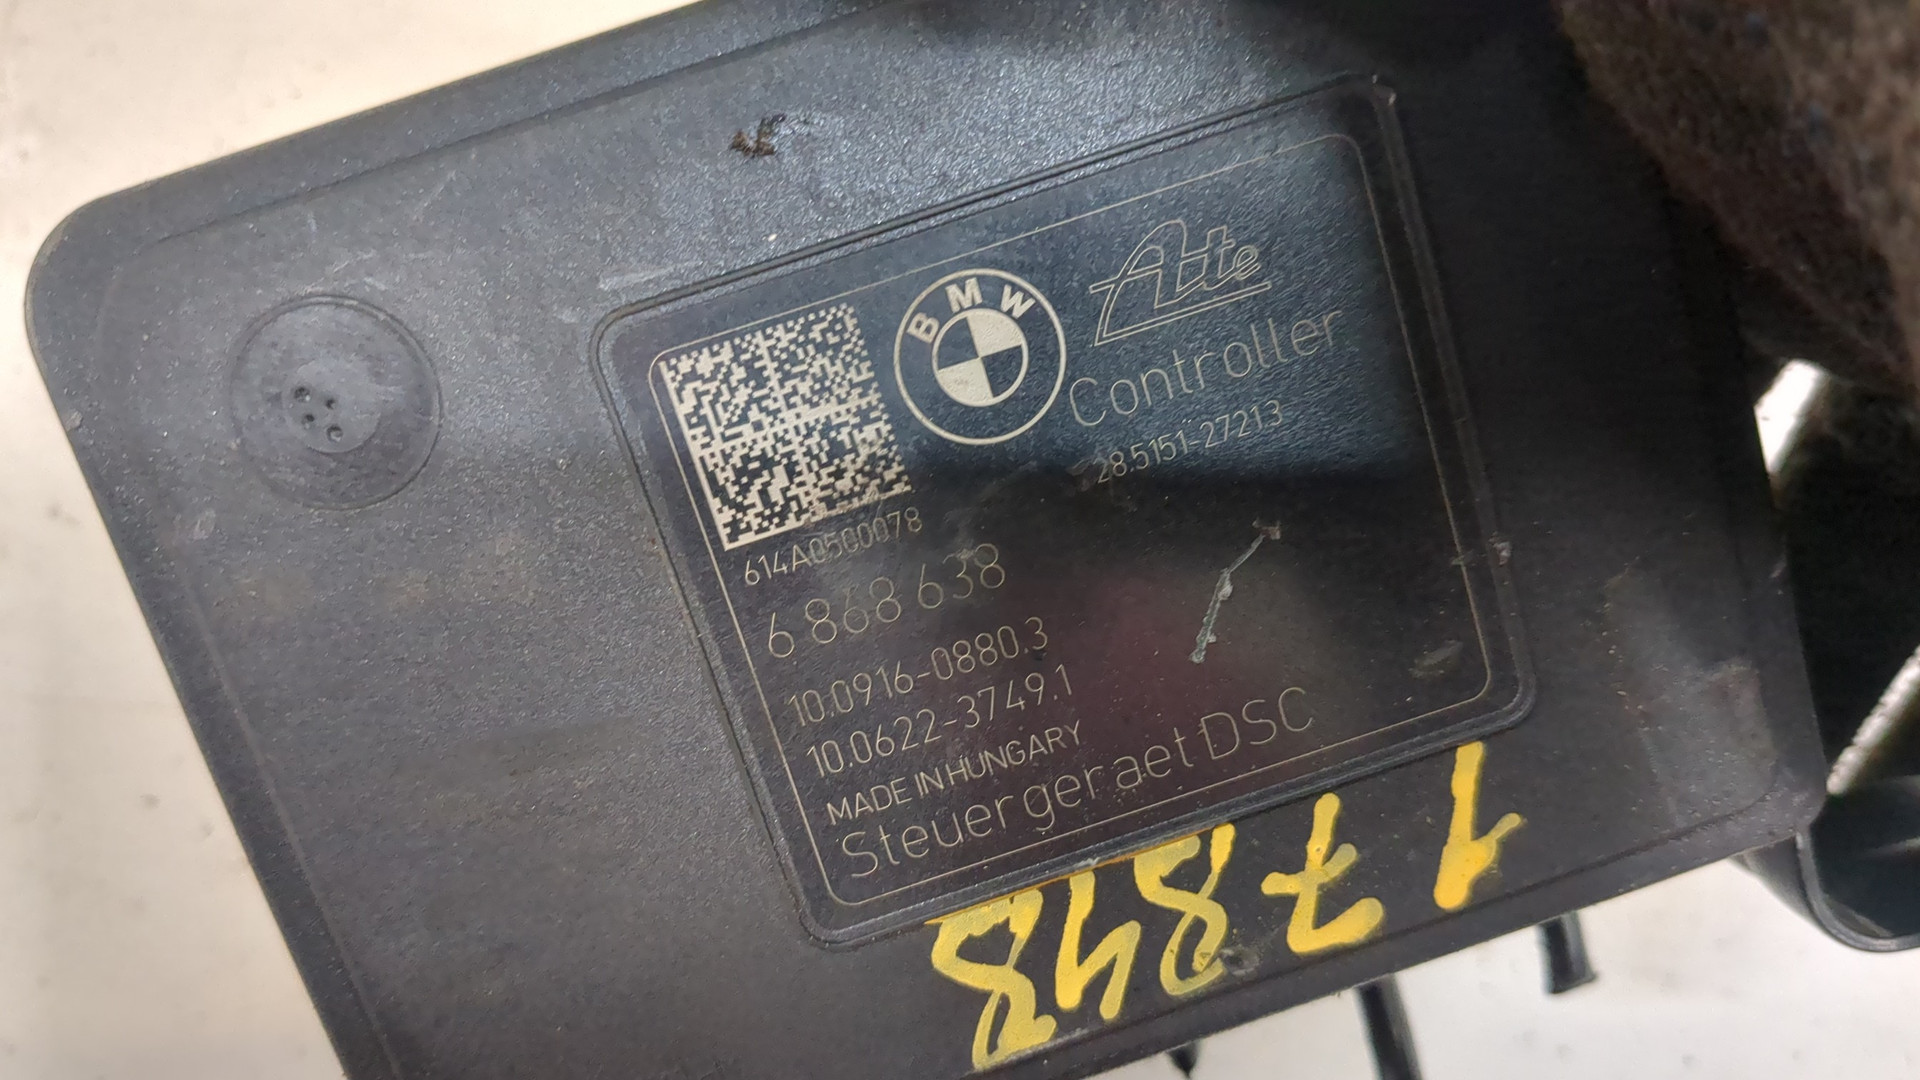 BMW
Ate
Controller
28.5151-27213
614A0500078
6 868 638
10.0916-0880.3
10.0622-3749.1
MADE IN HUNGARY
Steuergeraet DSC
17848